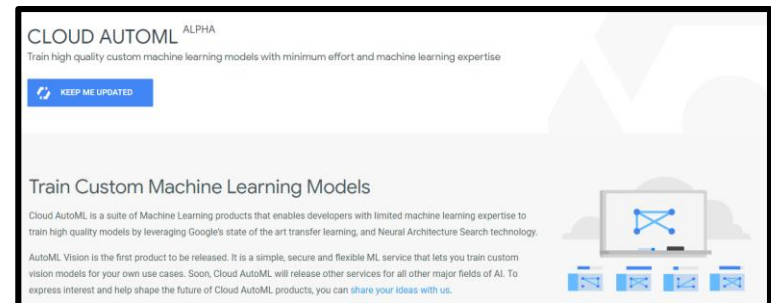 CLOUD AUTOML ALPHA
Train high quality custom machine learning models with minimum effort and machine learning expertise
KEEP ME UPDATED
Train Custom Machine Learning Models
Cloud AutoML is a suite of Machine Learning products that enables developers with limited machine learning expertise to
train high quality models by leveraging Google's state of the art transfer learning, and Neural Architecture Search technology.
AutoML Vision is the first product to be released. It is a simple, secure and flexible ML service that lets you train custom
vision models for your own use cases. Soon, Cloud AutoML will release other services for all other major fields of AI. To
express interest and help shape the future of Cloud AutoML products, you can share your ideas with us.